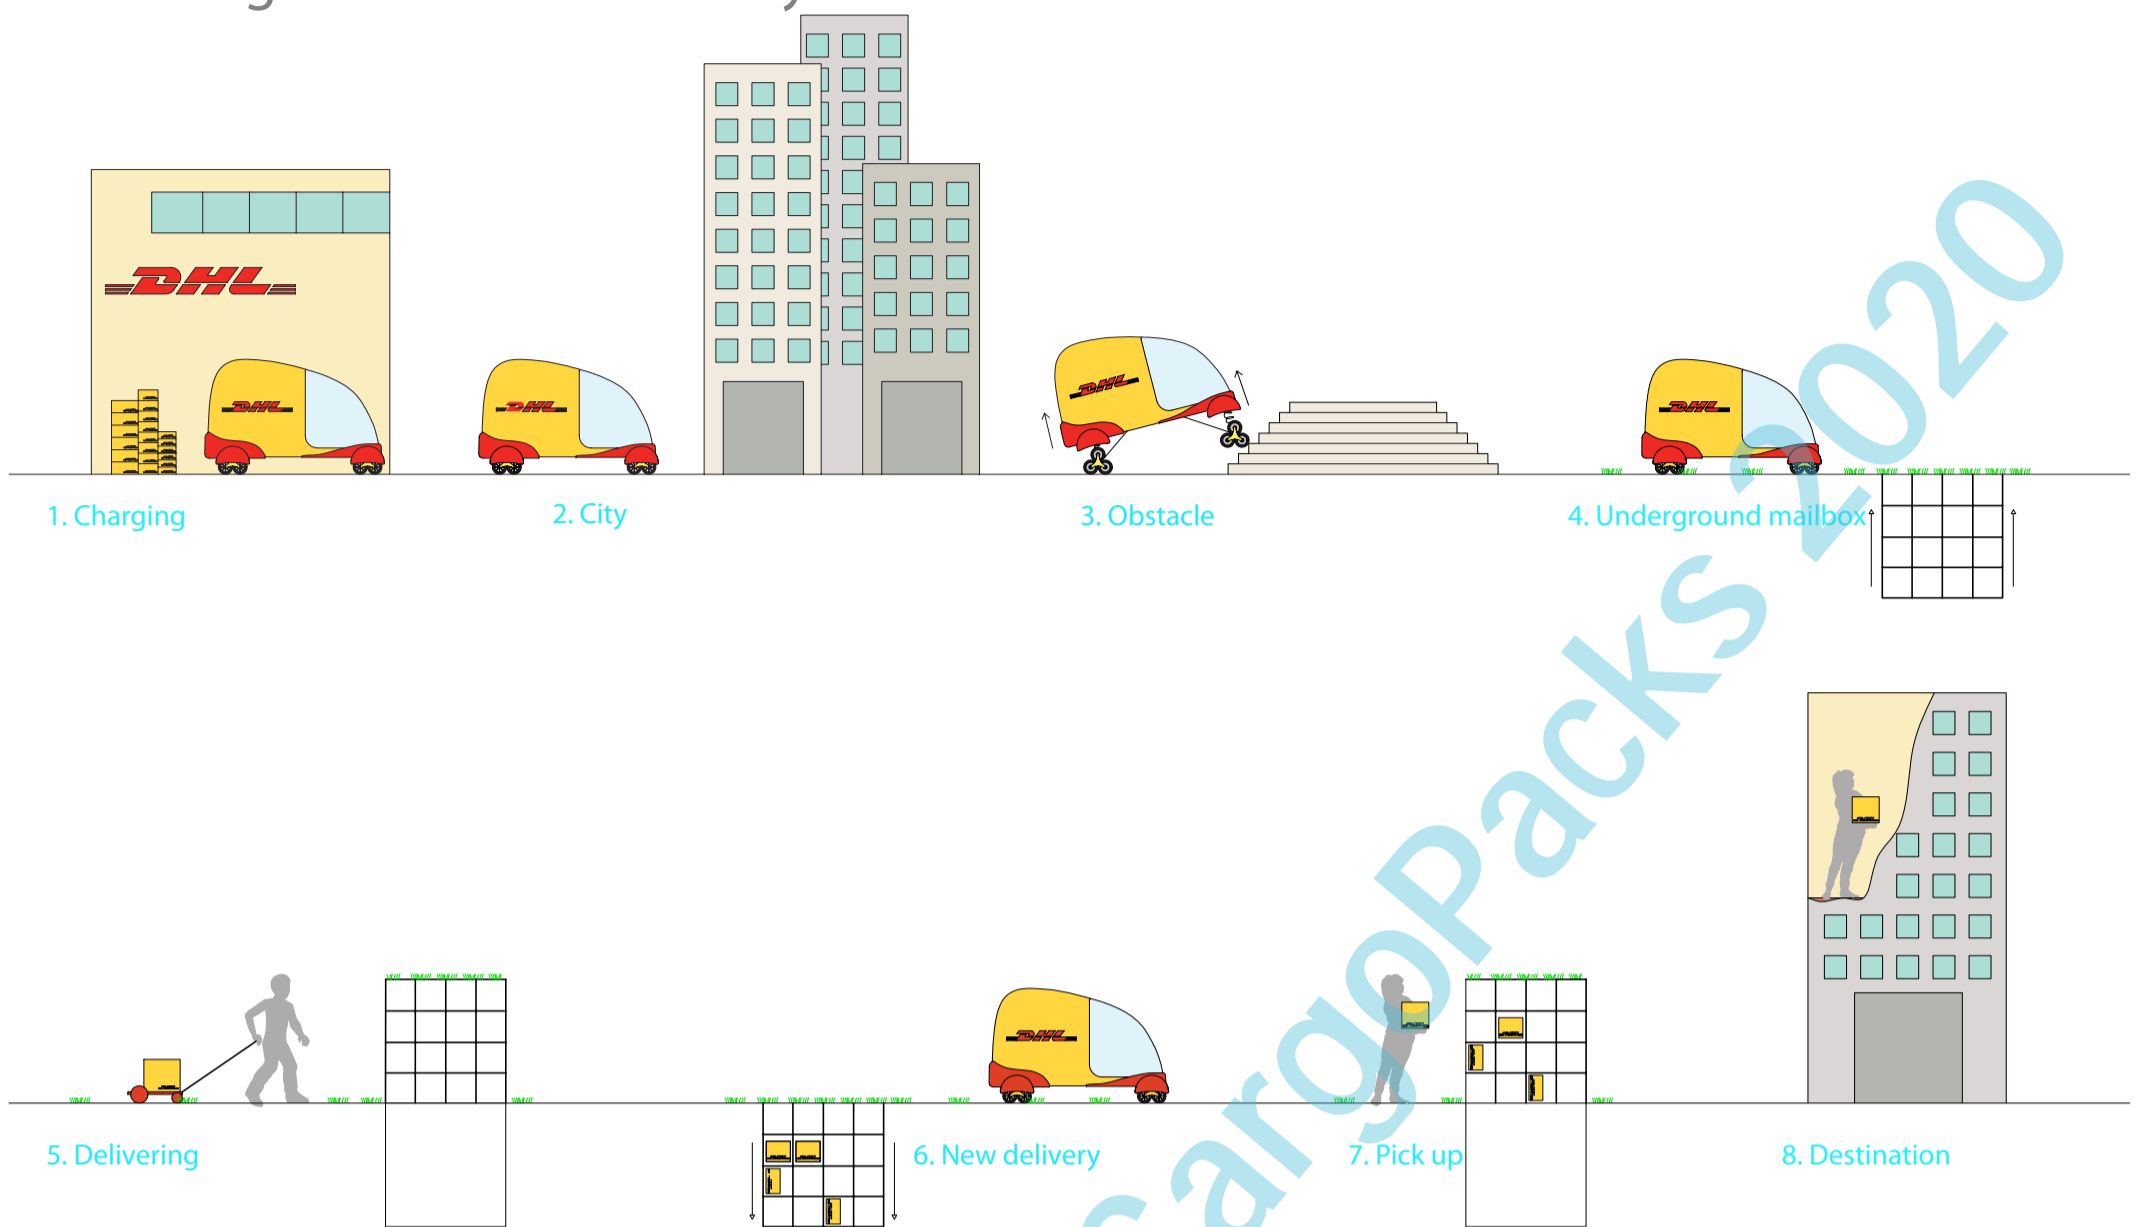 DHL
DHL
DHL
DHL
DHL
1. Charging
2. City
3. Obstacle
4. Underground mailbox
CargoPacks 2020
DHL
5. Delivering
6. New delivery
7. Pick up
8. Destination